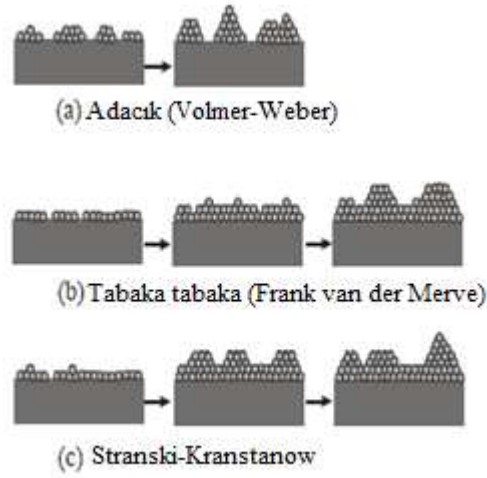 (a) Adacık (Volmer-Weber)
(b) Tabaka tabaka (Frank van der Merve)
(c) Stranski-Kranstanow